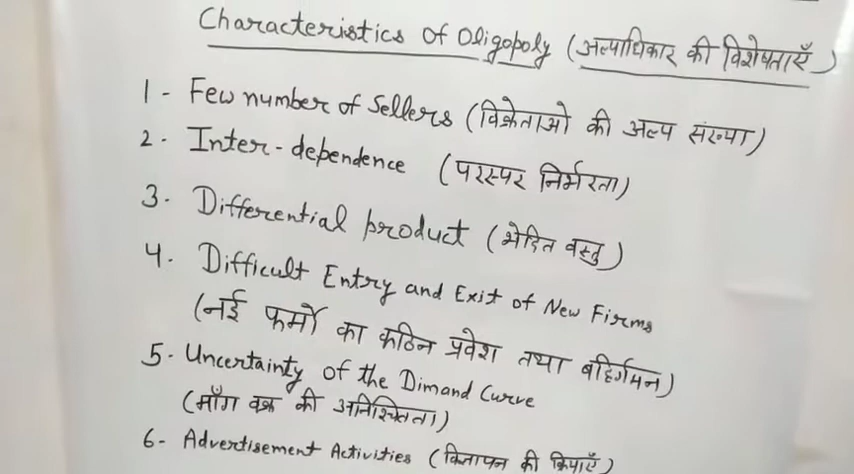 Characteristics of Oligopoly (अल्पाधिकार की विशेषताएँ)
1 - Few number of Sellers (विक्रेताओ की अल्प संख्या)
2 - Inter - dependence (परस्पर निर्भरता)
3 - Differential product (भेदित वस्तु)
4 - Difficult Entry and Exit of New Firms
(नई फर्मों का कठिन प्रवेश तथा बहिर्गमन)
5 - Uncertainty of the Dimand Curve
(माँग वक्र की अनिश्चितता)
6 - Advertisement Activities (विज्ञापन की क्रियाएँ)